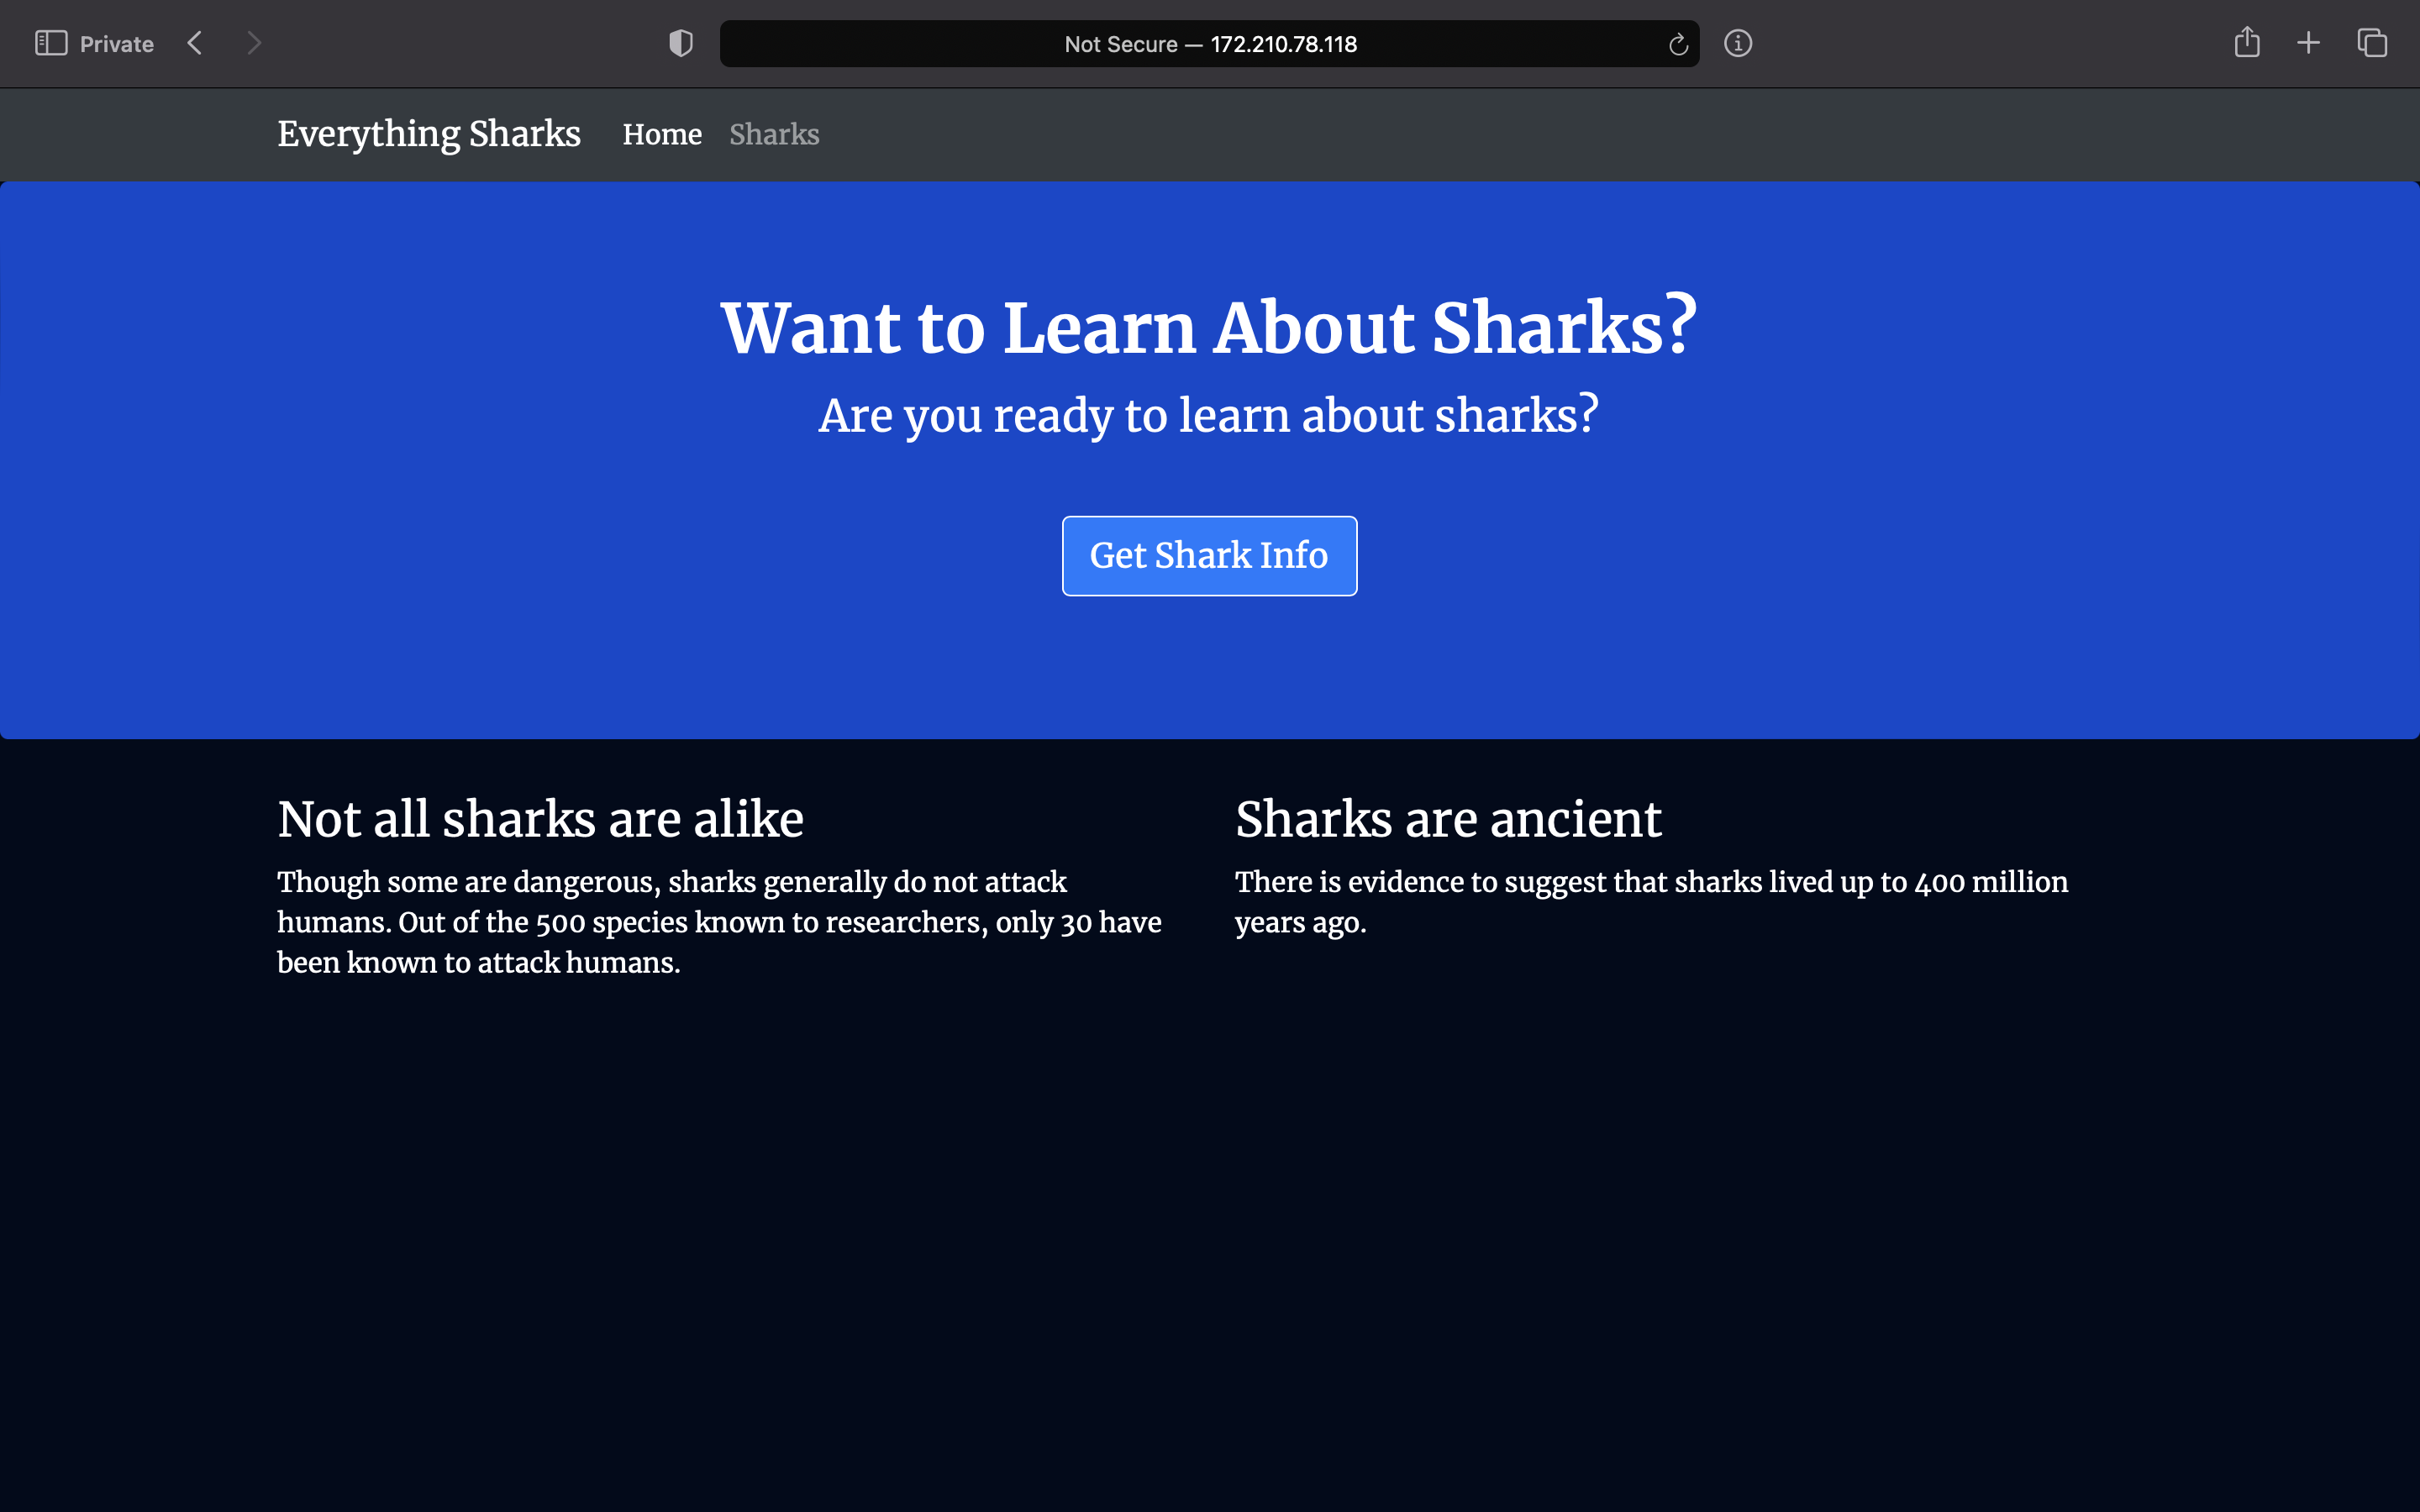 Private
Not Secure — 172.210.78.118
Everything Sharks Home Sharks
Want to Learn About Sharks?
Are you ready to learn about sharks?
Get Shark Info
Not all sharks are alike
Though some are dangerous, sharks generally do not attack
humans. Out of the 500 species known to researchers, only 30 have
been known to attack humans.
Sharks are ancient
There is evidence to suggest that sharks lived up to 400 million
years ago.